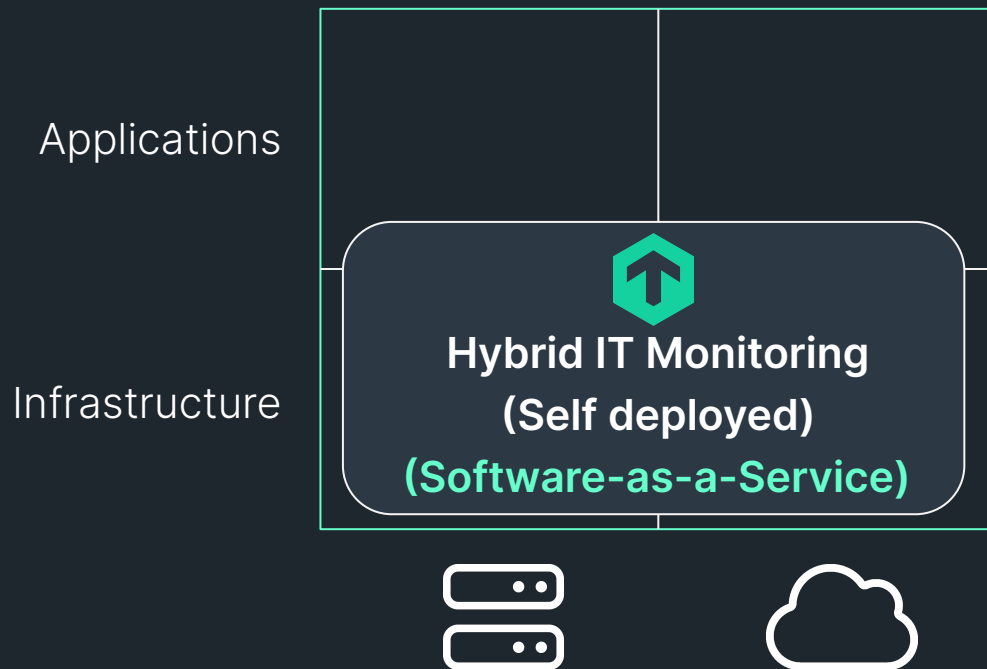 Applications
Hybrid IT Monitoring
(Self deployed)
Infrastructure
(Software-as-a-Service)